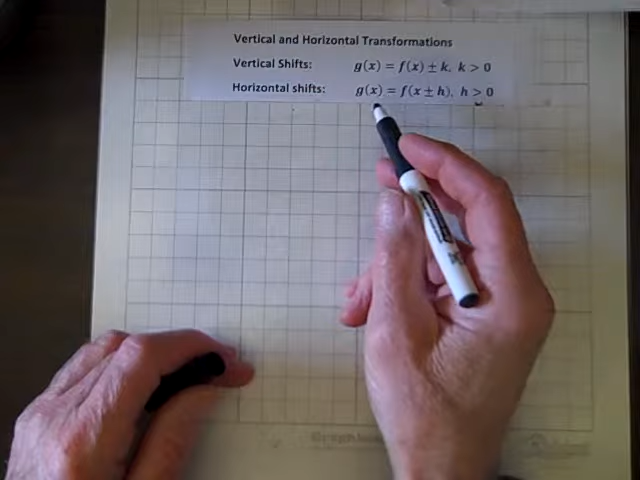 Vertical and Horizontal Transformations
Vertical Shifts: g(x) = f(x) ± k, k > 0
Horizontal shifts: g(x) = f(x ± h), h > 0